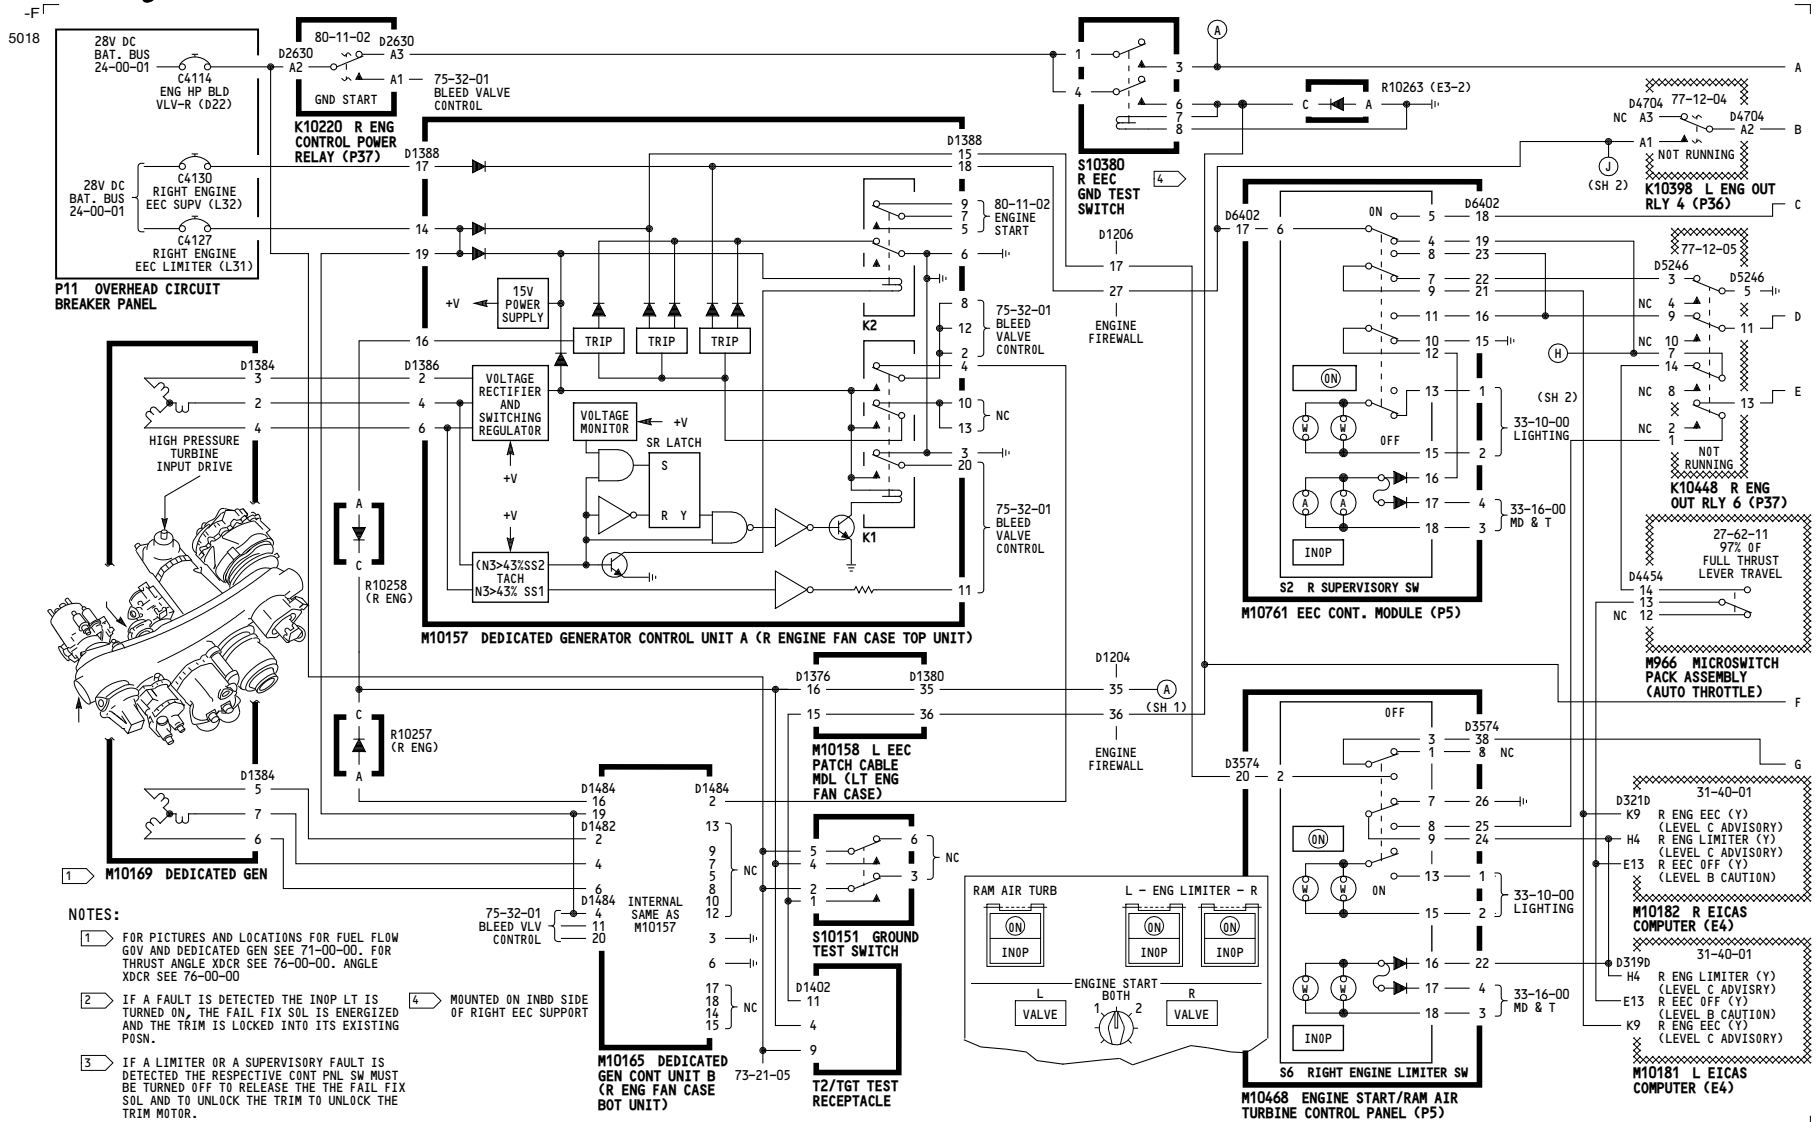 -F
5018
28V DC
BAT. BUS
24-00-01
C4114
ENG HP BLD
VLV-R (D22)
28V DC
BAT. BUS
24-00-01
C4130
RIGHT ENGINE
EEC SUPV (L32)
C4127
RIGHT ENGINE
EEC LIMITER (L31)
P11 OVERHEAD CIRCUIT
BREAKER PANEL
80-11-02
D2630
A2
D2630
A3
A1
GND START
75-32-01
BLEED VALVE
CONTROL
K10220 R ENG
CONTROL POWER
RELAY (P37)
D1388
17
14
19
16
D1386
2
4
6
+V
15V
POWER
SUPPLY
TRIP
TRIP
TRIP
VOLTAGE
RECTIFIER
AND
SWITCHING
REGULATOR
+V
VOLTAGE
MONITOR
+V
SR LATCH
S
R Y
+V
(N3>43%SS2
TACH
N3>43% SS1
K2
K1
D1388
15
18
9
7
5
80-11-02
ENGINE
START
6
8
12
2
75-32-01
BLEED
VALVE
CONTROL
4
10
13
NC
3
20
75-32-01
BLEED
VALVE
CONTROL
11
M10157 DEDICATED GENERATOR CONTROL UNIT A (R ENGINE FAN CASE TOP UNIT)
1
4
3
6
7
8
S10380
R EEC
GND TEST
SWITCH
4
A
C
A
R10263 (E3-2)
D1206
17
27
ENGINE
FIREWALL
D6402
17
6
ON
5
4
8
7
9
11
10
12
13
OFF
15
16
17
18
ON
W
W
A
A
INOP
S2 R SUPERVISORY SW
D6402
18
19
23
22
21
16
15
1
2
33-10-00
LIGHTING
4
3
33-16-00
MD & T
M10761 EEC CONT. MODULE (P5)
J
(SH 2)
H
(SH 2)
D4704
NC A3
A1
77-12-04
D4704
A2
NOT RUNNING
K10398 L ENG OUT
RLY 4 (P36)
77-12-05
D5246
3
NC 4
9
NC 10
7
14
NC 8
NC 2
1
D5246
5
11
13
NOT
RUNNING
K10448 R ENG
OUT RLY 6 (P37)
27-62-11
97% OF
FULL THRUST
LEVER TRAVEL
D4454
14
13
NC 12
M966 MICROSWITCH
PACK ASSEMBLY
(AUTO THROTTLE)
A
B
C
D
E
F
G
D1384
3
2
4
HIGH PRESSURE
TURBINE
INPUT DRIVE
D1384
5
7
6
1
M10169 DEDICATED GEN
A
C
R10258
(R ENG)
C
A
R10257
(R ENG)
D1376
16
15
D1380
35
36
M10158 L EEC
PATCH CABLE
MDL (LT ENG
FAN CASE)
D1204
35
36
ENGINE
FIREWALL
A
(SH 1)
D1484
16
19
D1482
2
4
6
D1484
4
11
20
75-32-01
BLEED VLV
CONTROL
INTERNAL
SAME AS
M10157
D1484
2
13
9
7
5
8
10
12
NC
3
6
17
18
14
15
NC
M10165 DEDICATED
GEN CONT UNIT B
(R ENG FAN CASE
BOT UNIT)
5
4
2
1
6
3
NC
S10151 GROUND
TEST SWITCH
D1402
11
4
9
73-21-05
T2/TGT TEST
RECEPTACLE
RAM AIR TURB
ON
INOP
L - ENG LIMITER - R
ON
INOP
ON
INOP
ENGINE START
L
VALVE
BOTH
1
2
R
VALVE
D3574
20
2
OFF
3
1
7
8
9
13
ON
15
16
17
18
ON
W
W
W
W
INOP
S6 RIGHT ENGINE LIMITER SW
D3574
38
8 NC
26
25
24
1
2
33-10-00
LIGHTING
22
4
3
33-16-00
MD & T
M10468 ENGINE START/RAM AIR
TURBINE CONTROL PANEL (P5)
31-40-01
D321D
K9 R ENG EEC (Y)
(LEVEL C ADVISORY)
H4 R ENG LIMITER (Y)
(LEVEL C ADVISORY)
E13 R EEC OFF (Y)
(LEVEL B CAUTION)
M10182 R EICAS
COMPUTER (E4)
31-40-01
D319D
H4 R ENG LIMITER (Y)
(LEVEL C ADVISRY)
E13 R EEC OFF (Y)
(LEVEL B CAUTION)
K9 R ENG EEC (Y)
(LEVEL C ADVISORY)
M10181 L EICAS
COMPUTER (E4)
NOTES:
1 FOR PICTURES AND LOCATIONS FOR FUEL FLOW
GOV AND DEDICATED GEN SEE 71-00-00. FOR
THRUST ANGLE XDCR SEE 76-00-00. ANGLE
XDCR SEE 76-00-00
2 IF A FAULT IS DETECTED THE INOP LT IS
TURNED ON, THE FAIL FIX SOL IS ENERGIZED
AND THE TRIM IS LOCKED INTO ITS EXISTING
POSN.
3 IF A LIMITER OR A SUPERVISORY FAULT IS
DETECTED THE RESPECTIVE CONT PNL SW MUST
BE TURNED OFF TO RELEASE THE THE FAIL FIX
SOL AND TO UNLOCK THE TRIM TO UNLOCK THE
TRIM MOTOR.
4 MOUNTED ON INBD SIDE
OF RIGHT EEC SUPPORT